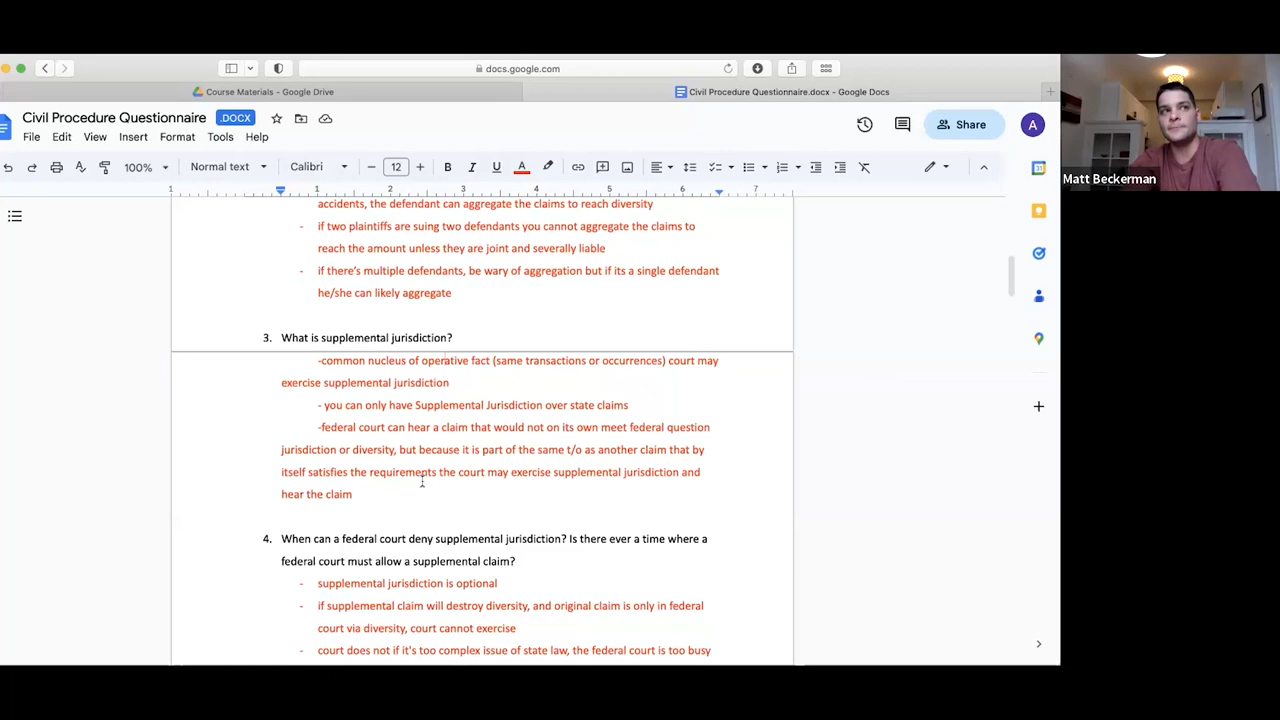 docs.google.com
Course Materials – Google Drive
Civil Procedure Questionnaire.docx - Google Docs
Civil Procedure Questionnaire .DOCX
File Edit View Insert Format Tools Help
Share
A
100% Normal text Calibri 12 B I U A
1 1 2 3 4 5 6 7
accidents, the defendant can aggregate the claims to reach diversity
- if two plaintiffs are suing two defendants you cannot aggregate the claims to
reach the amount unless they are joint and severally liable
- if there's multiple defendants, be wary of aggregation but if its a single defendant
he/she can likely aggregate
3. What is supplemental jurisdiction?
-common nucleus of operative fact (same transactions or occurrences) court may
exercise supplemental jurisdiction
- you can only have Supplemental Jurisdiction over state claims
-federal court can hear a claim that would not on its own meet federal question
jurisdiction or diversity, but because it is part of the same t/o as another claim that by
itself satisfies the requirements the court may exercise supplemental jurisdiction and
hear the claim
4. When can a federal court deny supplemental jurisdiction? Is there ever a time where a
federal court must allow a supplemental claim?
- supplemental jurisdiction is optional
- if supplemental claim will destroy diversity, and original claim is only in federal
court via diversity, court cannot exercise
- court does not if it's too complex issue of state law, the federal court is too busy
Matt Beckerman